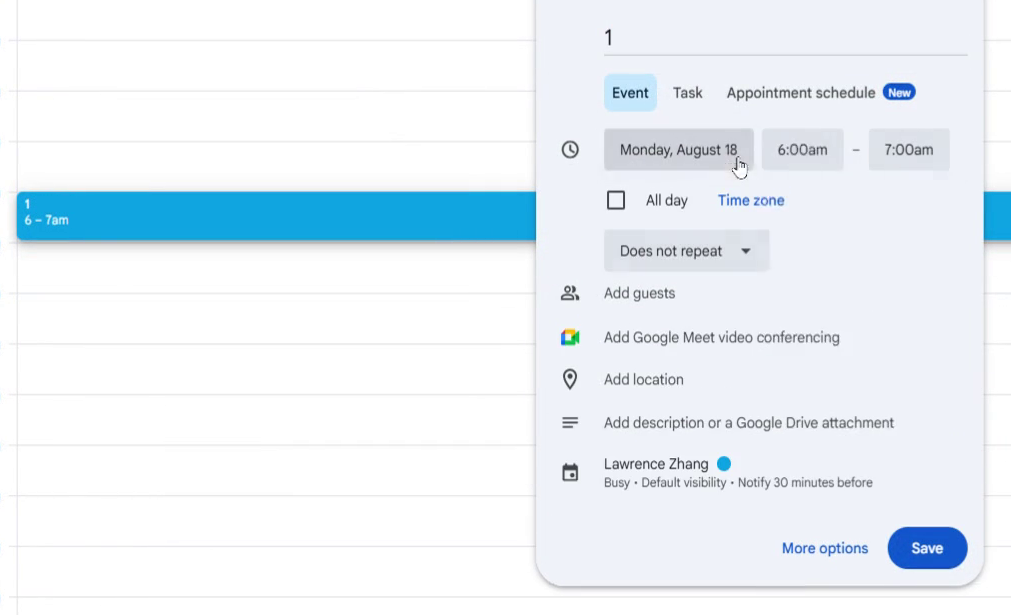 1
Event Task Appointment schedule New
Monday, August 18 6:00am – 7:00am
1
6 – 7am
All day Time zone
Does not repeat
Add guests
Add Google Meet video conferencing
Add location
Add description or a Google Drive attachment
Lawrence Zhang
Busy • Default visibility • Notify 30 minutes before
More options Save